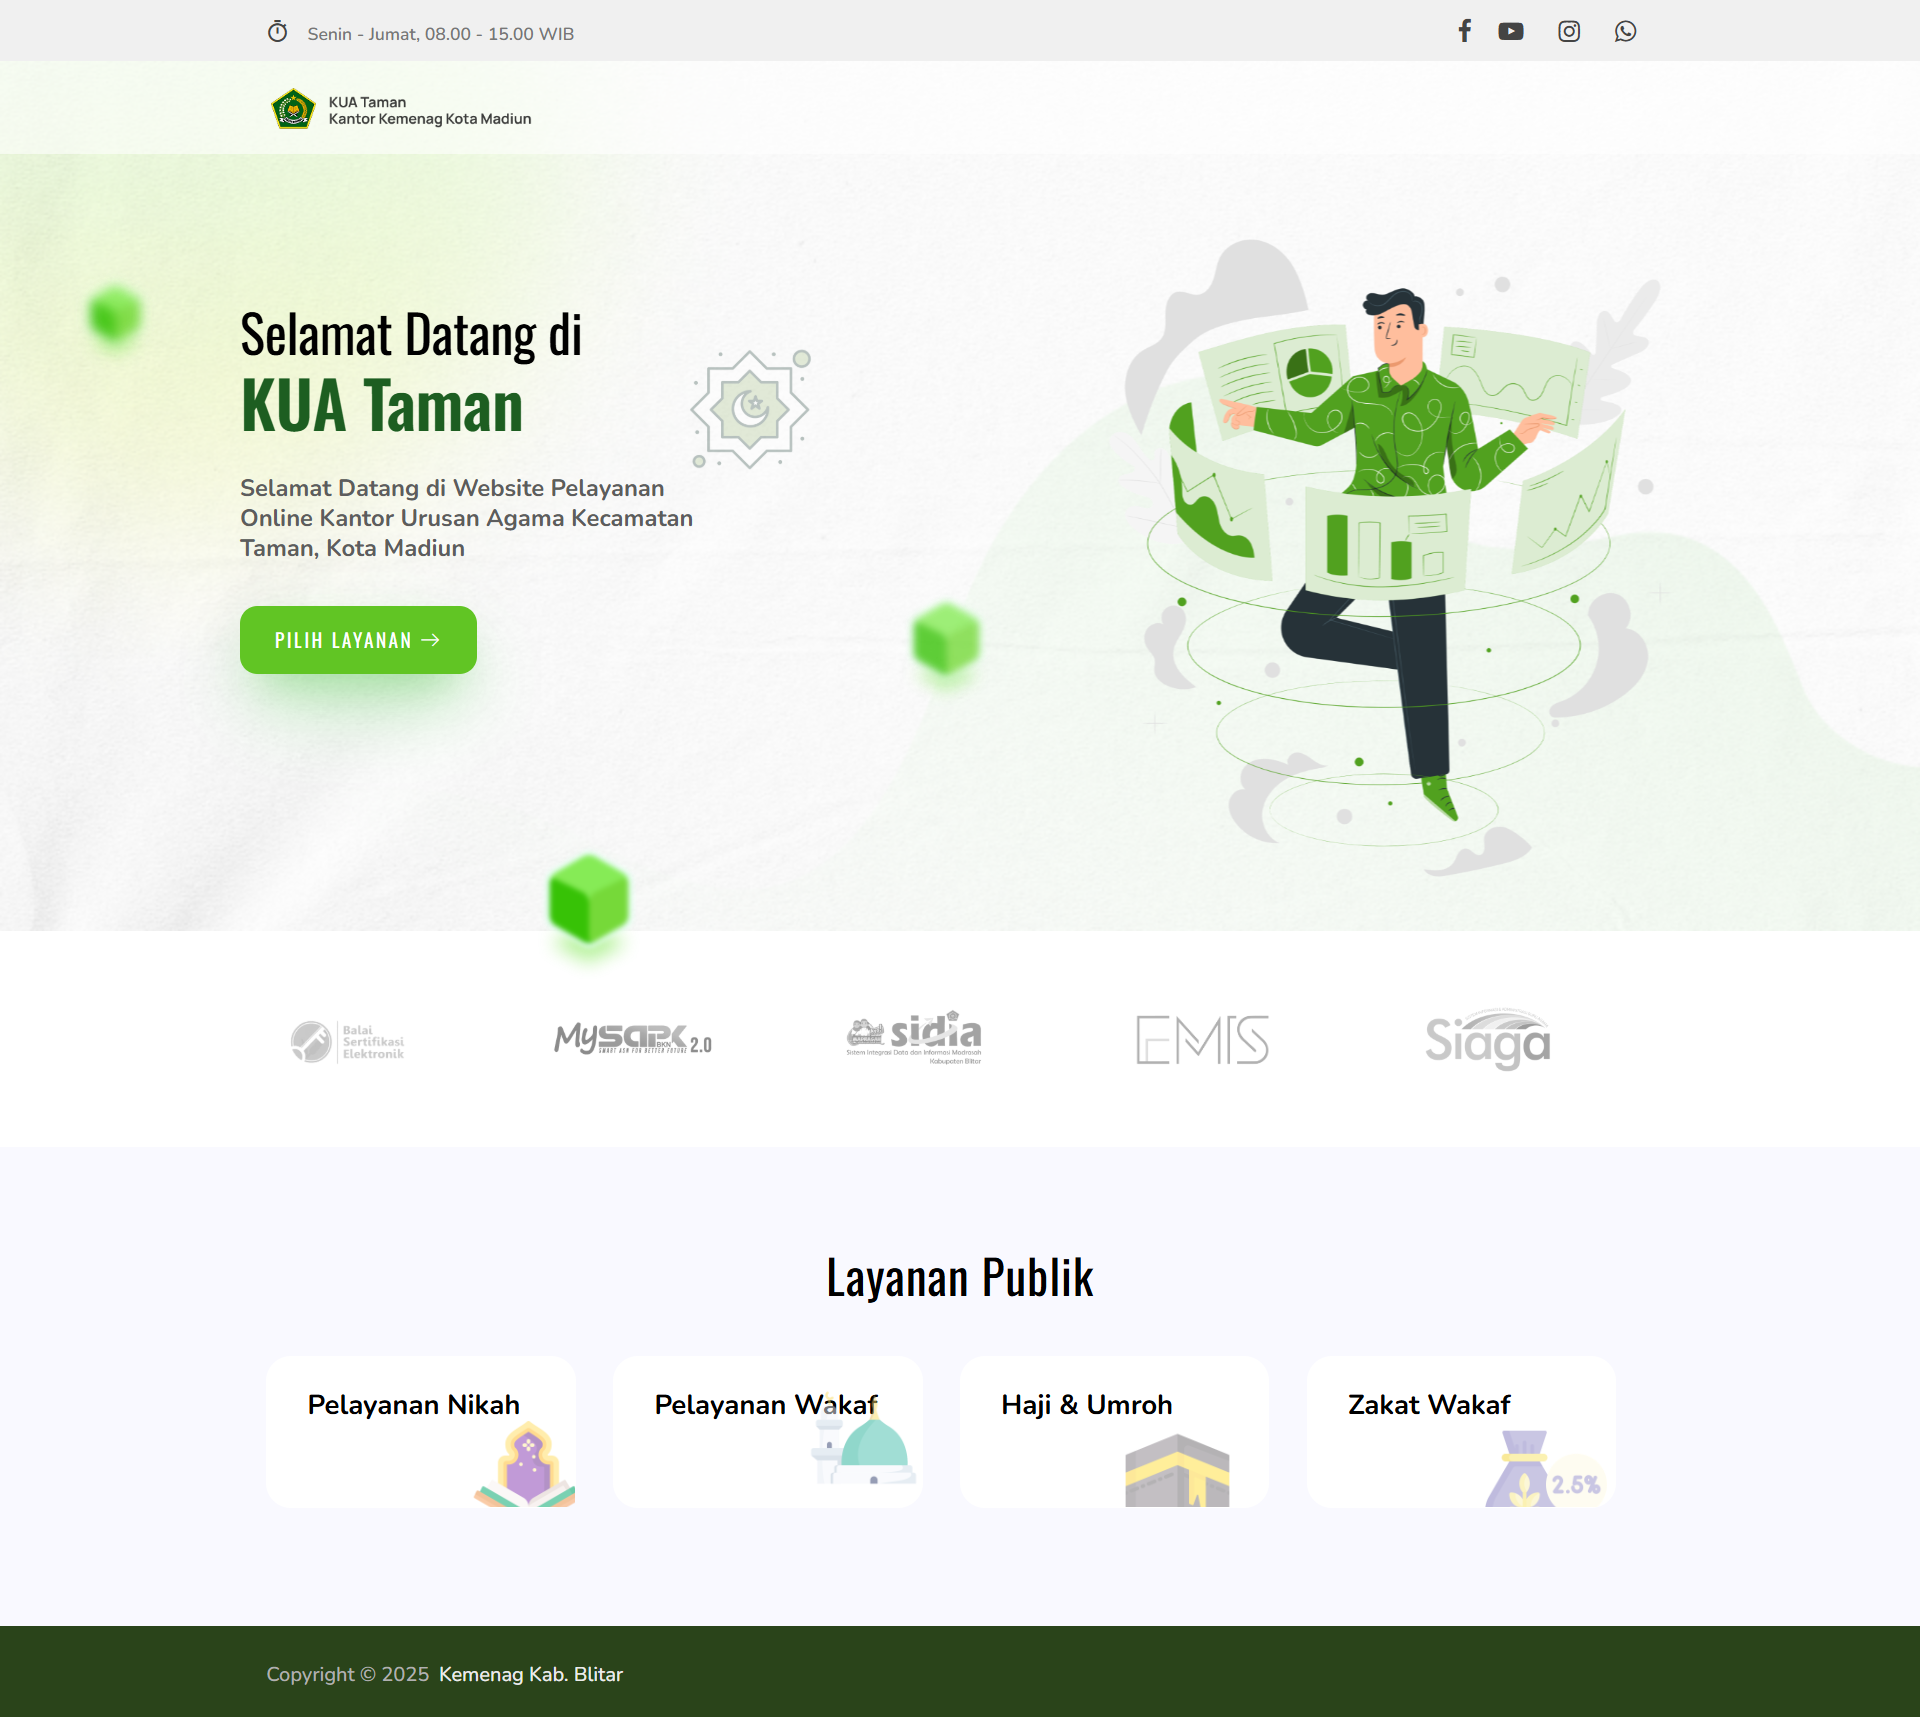 Senin - Jumat, 08.00 - 15.00 WIB
KUA Taman
Kantor Kemenag Kota Madiun
Selamat Datang di
KUA Taman
Selamat Datang di Website Pelayanan
Online Kantor Urusan Agama Kecamatan
Taman, Kota Madiun
PILIH LAYANAN
Balai
Sertifikasi
Elektronik
MySAPK 2.0
BKN
SMART ASN FOR BETTER FUTURE
sidia
Sistem Integrasi Data dan Informasi Madrasah
Kabupaten Blitar
EMIS
Siaga
Layanan Publik
Pelayanan Nikah
Pelayanan Wakaf
Haji & Umroh
Zakat Wakaf
2.5%
Copyright © 2025 Kemenag Kab. Blitar